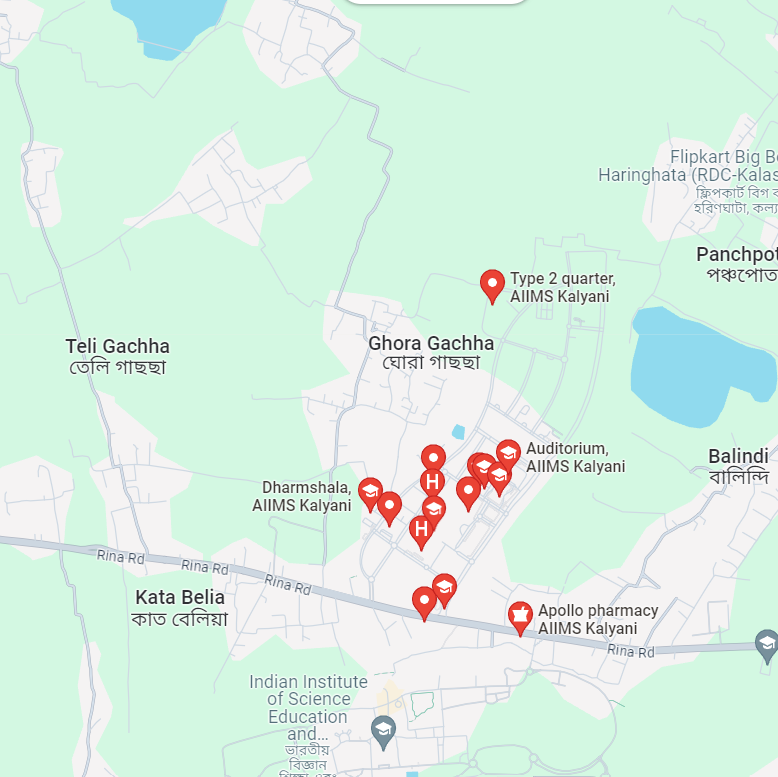 Flipkart Big B
Haringhata (RDC-Kalas
ফ্লিপকার্ট বিগ ব
হরিণঘাটা, কল্য
Panchpot
পঞ্চপোত
Type 2 quarter,
AIIMS Kalyani
Teli Gachha
তেলি গাছছা
Ghora Gachha
ঘোরা গাছছা
Auditorium,
AIIMS Kalyani
Balindi
বালিন্দি
Dharmshala,
AIIMS Kalyani
H
H
Rina Rd
Rina Rd
Rina Rd
Kata Belia
কাত বেলিয়া
Apollo pharmacy
AIIMS Kalyani
Rina Rd
Indian Institute
of Science
Education
and...
ভারতীয়
বিজ্ঞান